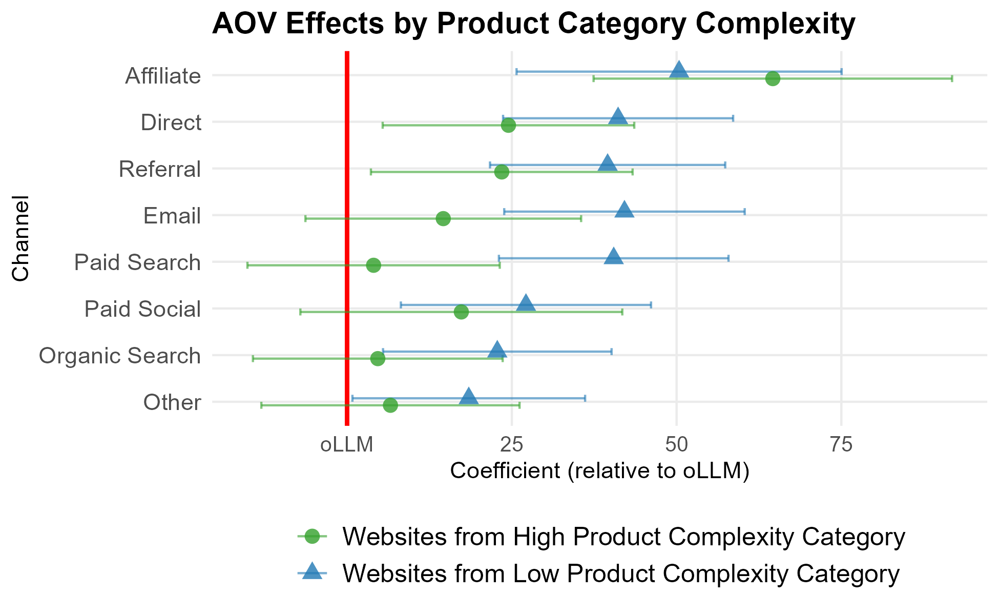 AOV Effects by Product Category Complexity
Channel
Affiliate
Direct
Referral
Email
Paid Search
Paid Social
Organic Search
Other
oLLM 25 50 75
Coefficient (relative to oLLM)
Websites from High Product Complexity Category
Websites from Low Product Complexity Category